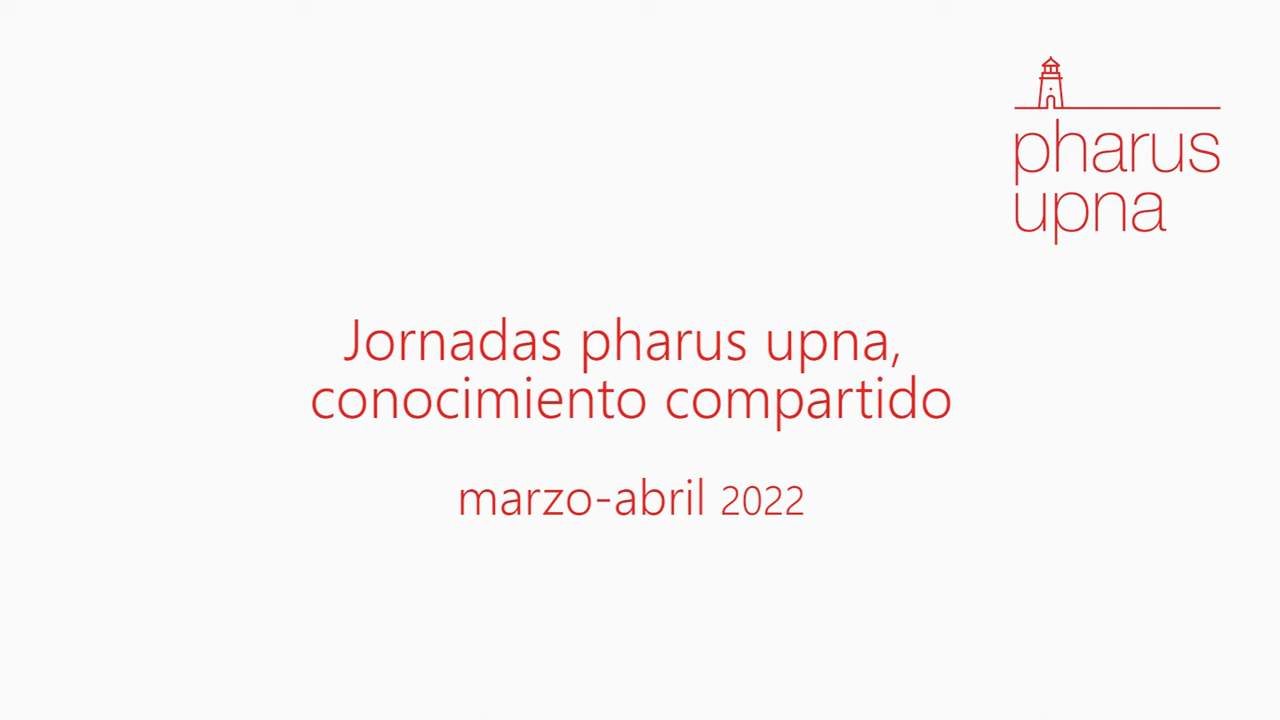 pharus
upna
Jornadas pharus upna,
conocimiento compartido
marzo-abril 2022